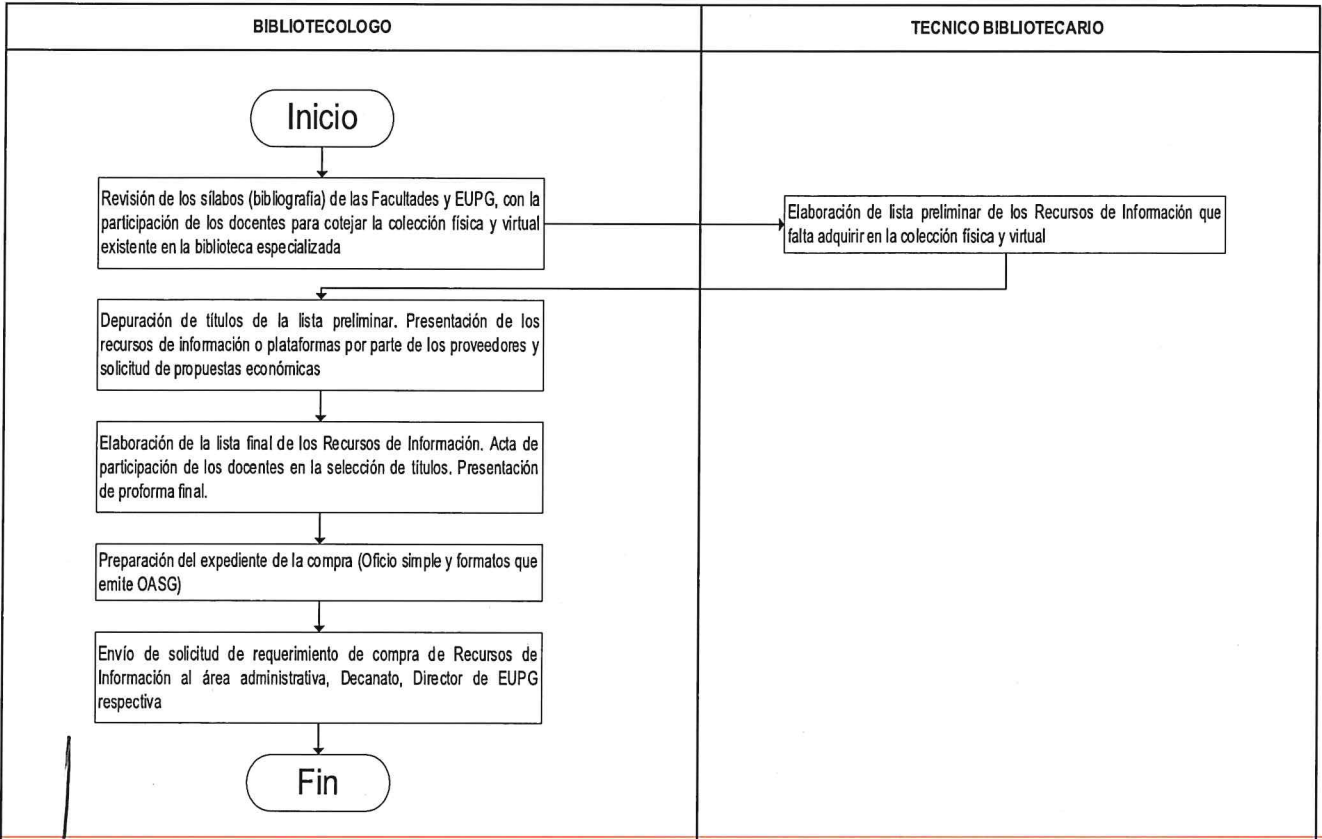 BIBLIOTECOLOGO
TECNICO BIBLIOTECARIO
Inicio
Revisión de los sílabos (bibliografía) de las Facultades y EUPG, con la
participación de los docentes para cotejar la colección física y virtual
existente en la biblioteca especializada
Elaboración de lista preliminar de los Recursos de Información que
falta adquirir en la colección física y virtual
Depuración de títulos de la lista preliminar. Presentación de los
recursos de información o plataformas por parte de los proveedores y
solicitud de propuestas económicas
Elaboración de la lista final de los Recursos de Información. Acta de
participación de los docentes en la selección de títulos. Presentación
de proforma final.
Preparación del expediente de la compra (Oficio simple y formatos que
emite OASG)
Envío de solicitud de requerimiento de compra de Recursos de
Información al área administrativa, Decanato, Director de EUPG
respectiva
Fin